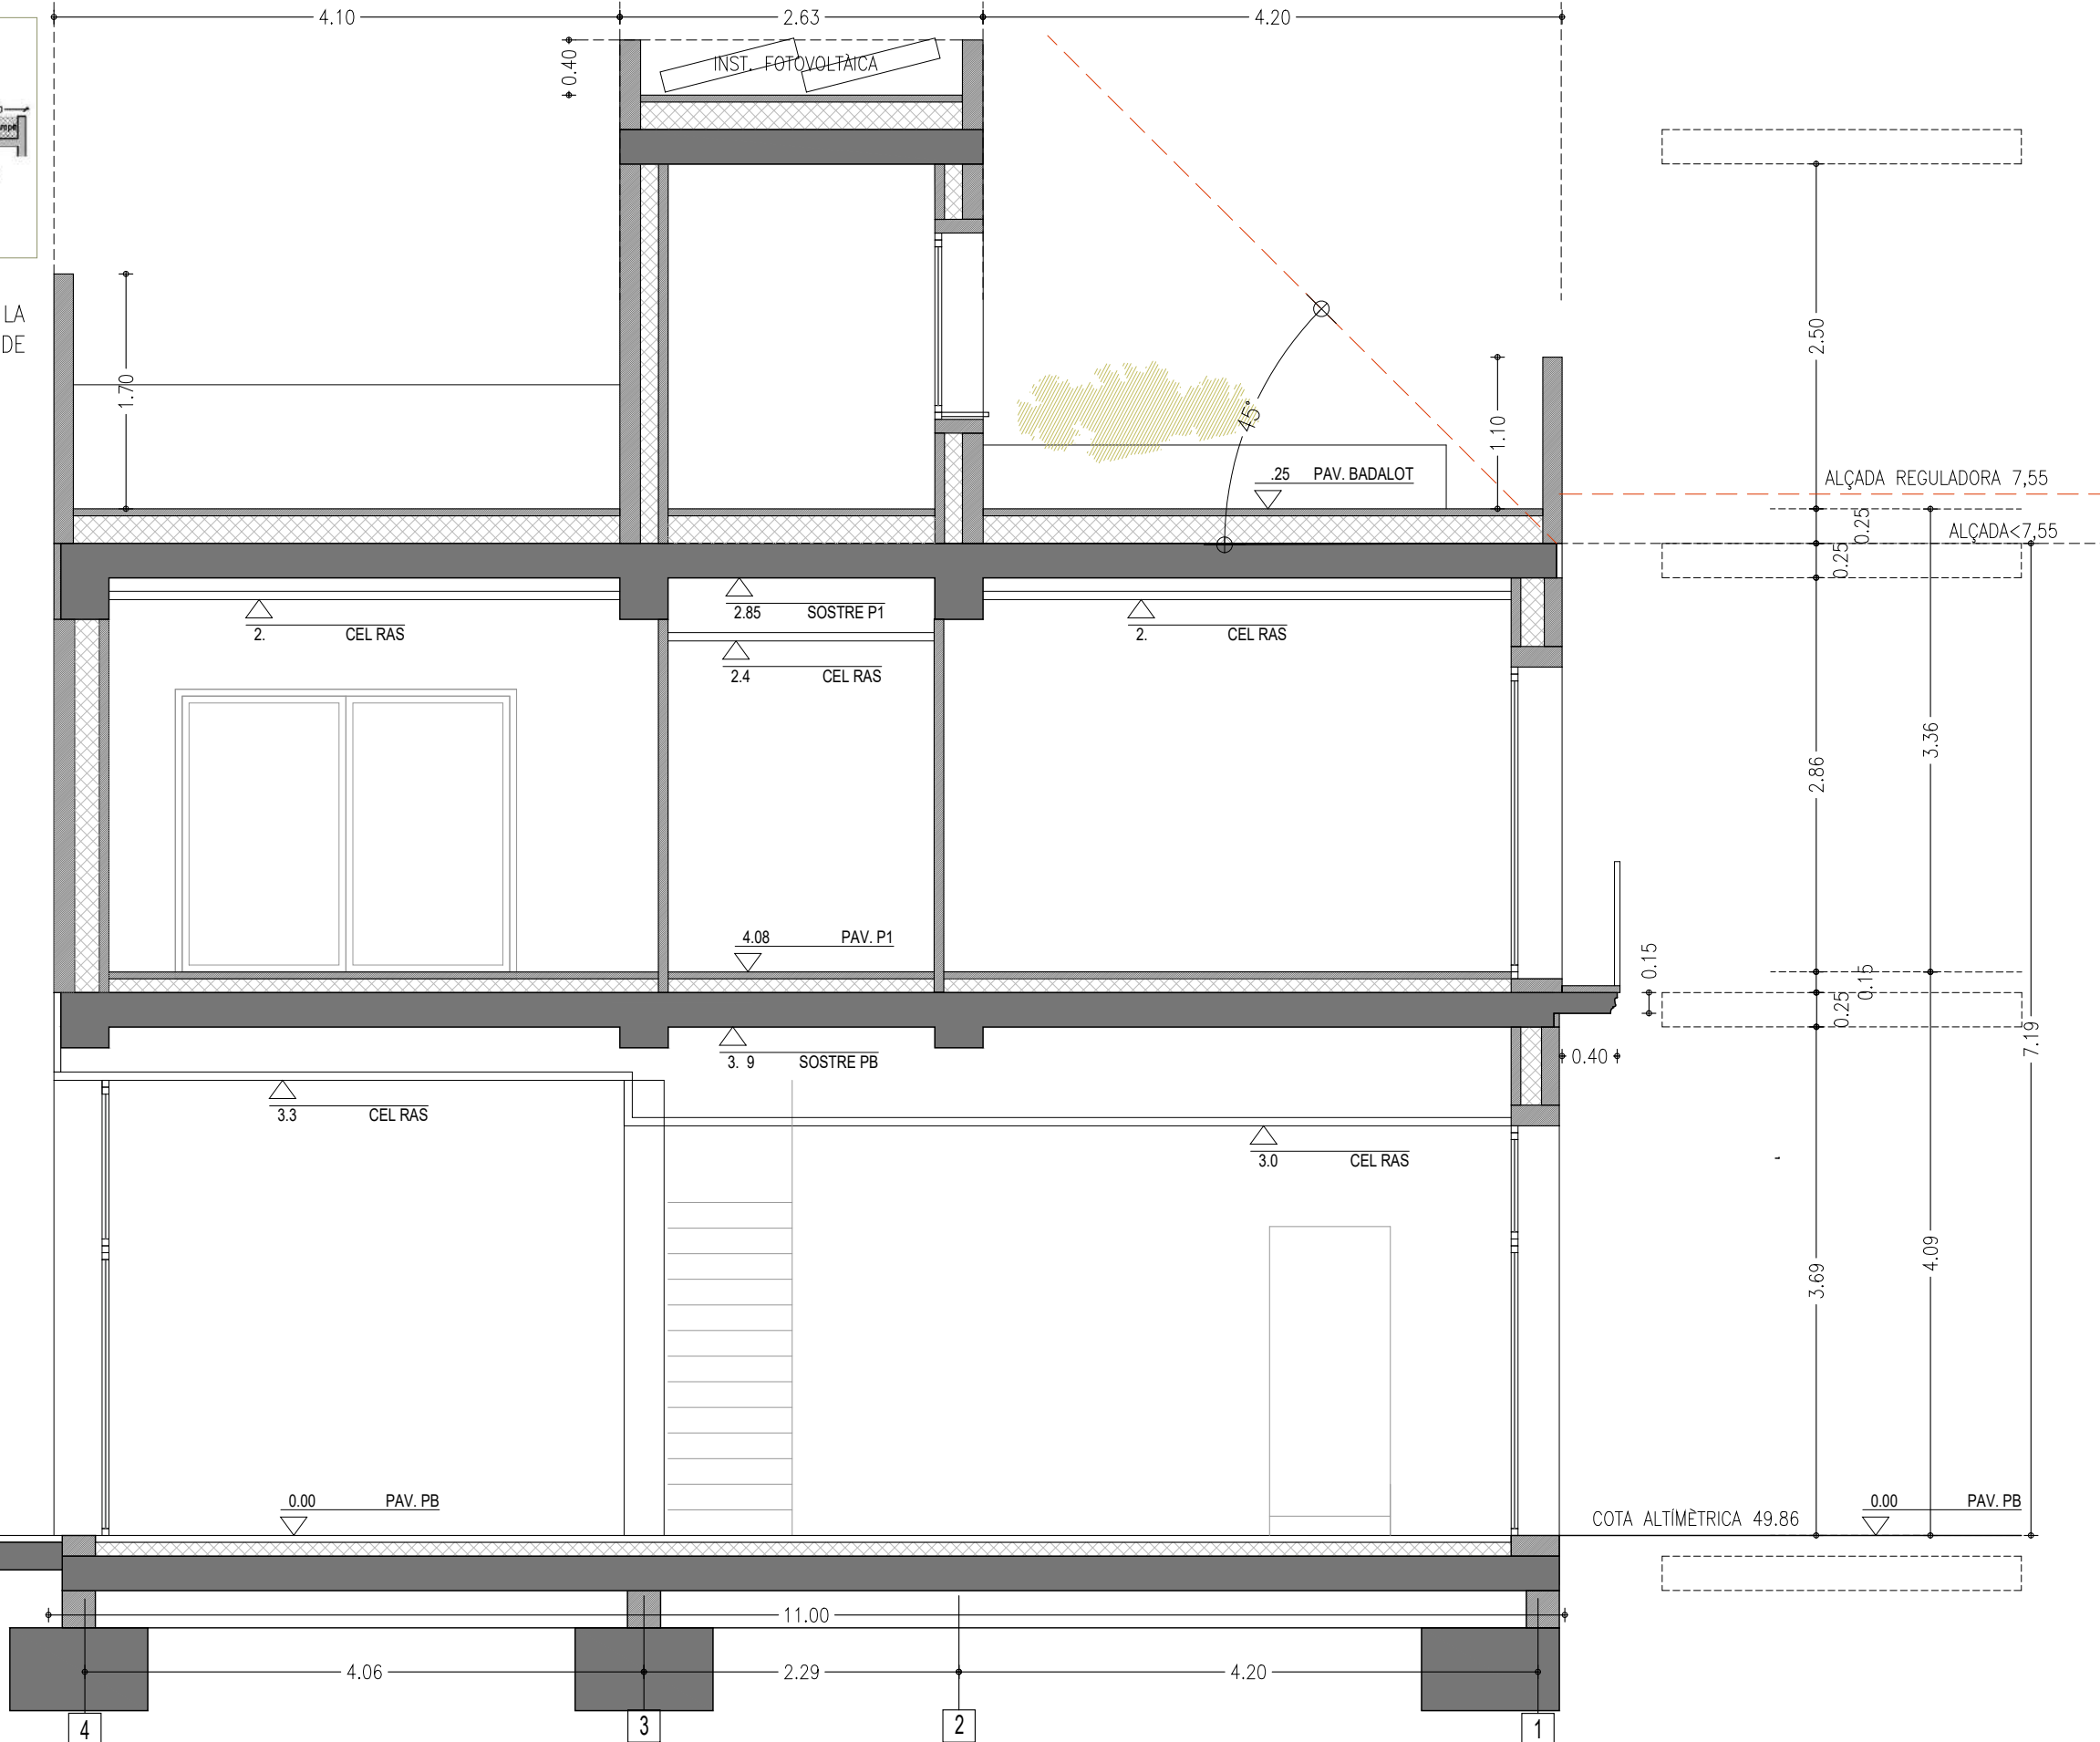 4.10
2.63
4.20
0.40
INST. FOTOVOLTÀICA
LA
DE
1.70
45°
1.10
.25 PAV. BADALOT
2.50
ALÇADA REGULADORA 7,55
0.25
ALÇADA<7,55
0.25
2.85 SOSTRE P1
2. CEL RAS
2. CEL RAS
2.4 CEL RAS
3.36
2.86
4.08 PAV. P1
0.15
0.15
0.25
7.19
0.40
3. 9 SOSTRE PB
3.3 CEL RAS
3.0 CEL RAS
4.09
3.69
0.00 PAV. PB
COTA ALTÍMÈTRICA 49.86
0.00 PAV. PB
11.00
4.06
2.29
4.20
4
3
2
1